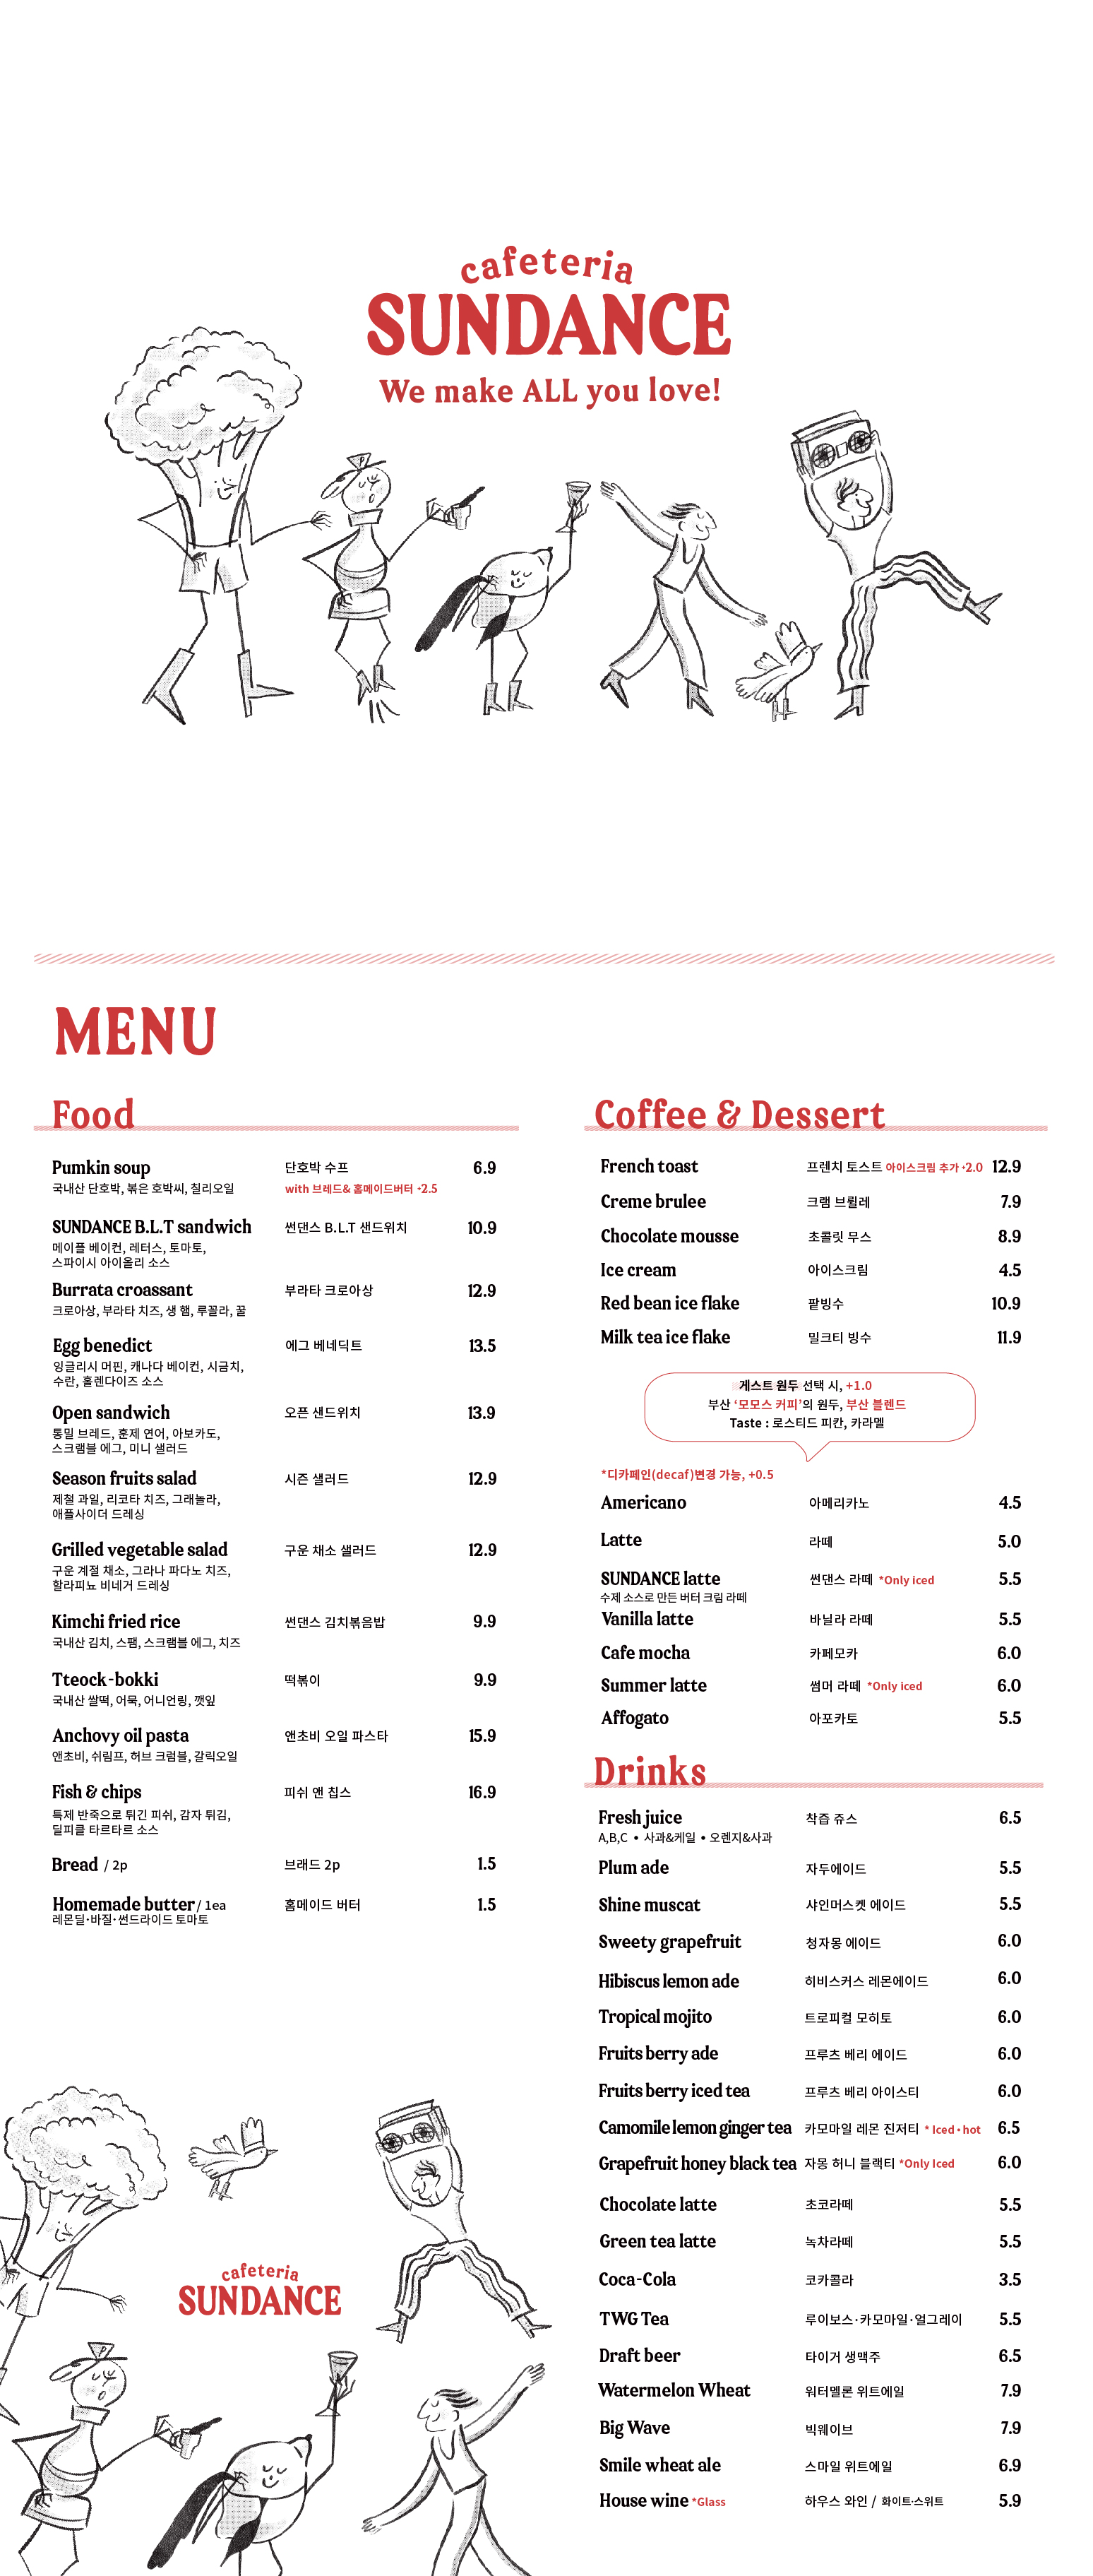 cafeteria
SUNDANCE
We make ALL you love!
MENU
Food
Pumkin soup 단호박 수프 6.9
국내산 단호박, 볶은 호박씨, 칠리오일 with 브레드& 홈메이드버터 +2.5
SUNDANCE B.L.T sandwich 썬댄스 B.L.T 샌드위치 10.9
메이플 베이컨, 레터스, 토마토,
스파이시 아이올리 소스
Burrata croassant 부라타 크로아상 12.9
크로아상, 부라타 치즈, 생 햄, 루꼴라, 꿀
Egg benedict 에그 베네딕트 13.5
잉글리시 머핀, 캐나다 베이컨, 시금치,
수란, 홀렌다이즈 소스
Open sandwich 오픈 샌드위치 13.9
통밀 브레드, 훈제 연어, 아보카도,
스크램블 에그, 미니 샐러드
Season fruits salad 시즌 샐러드 12.9
제철 과일, 리코타 치즈, 그래놀라,
애플사이더 드레싱
Grilled vegetable salad 구운 채소 샐러드 12.9
구운 계절 채소, 그라나 파다노 치즈,
할라피뇨 비네거 드레싱
Kimchi fried rice 썬댄스 김치볶음밥 9.9
국내산 김치, 스팸, 스크램블 에그, 치즈
Tteock-bokki 떡볶이 9.9
국내산 쌀떡, 어묵, 어니언링, 깻잎
Anchovy oil pasta 앤초비 오일 파스타 15.9
앤초비, 쉬림프, 허브 크럼블, 갈릭오일
Fish & chips 피쉬 앤 칩스 16.9
특제 반죽으로 튀긴 피쉬, 감자 튀김,
딜피클 타르타르 소스
Bread / 2p 브래드 2p 1.5
Homemade butter / 1ea 홈메이드 버터 1.5
레몬딜·바질·썬드라이드 토마토
Coffee & Dessert
French toast 프렌치 토스트 아이스크림 추가 +2.0 12.9
Creme brulee 크램 브륄레 7.9
Chocolate mousse 초콜릿 무스 8.9
Ice cream 아이스크림 4.5
Red bean ice flake 팥빙수 10.9
Milk tea ice flake 밀크티 빙수 11.9
게스트 원두 선택 시, +1.0
부산 ‘모모스 커피’의 원두, 부산 블렌드
Taste : 로스티드 피칸, 카라멜
*디카페인(decaf)변경 가능, +0.5
Americano 아메리카노 4.5
Latte 라떼 5.0
SUNDANCE latte 썬댄스 라떼 *Only iced 5.5
수제 소스로 만든 버터 크림 라떼
Vanilla latte 바닐라 라떼 5.5
Cafe mocha 카페모카 6.0
Summer latte 썸머 라떼 *Only iced 6.0
Affogato 아포카토 5.5
Drinks
Fresh juice 착즙 쥬스 6.5
A,B,C • 사과&케일 • 오렌지&사과
Plum ade 자두에이드 5.5
Shine muscat 샤인머스켓 에이드 5.5
Sweety grapefruit 청자몽 에이드 6.0
Hibiscus lemon ade 히비스커스 레몬에이드 6.0
Tropical mojito 트로피컬 모히토 6.0
Fruits berry ade 프루츠 베리 에이드 6.0
Fruits berry iced tea 프루츠 베리 아이스티 6.0
Camomile lemon ginger tea 카모마일 레몬 진저티 * Iced • hot 6.5
Grapefruit honey black tea 자몽 허니 블랙티 *Only Iced 6.0
Chocolate latte 초코라떼 5.5
Green tea latte 녹차라떼 5.5
Coca-Cola 코카콜라 3.5
TWG Tea 루이보스·카모마일·얼그레이 5.5
Draft beer 타이거 생맥주 6.5
Watermelon Wheat 워터멜론 위트에일 7.9
Big Wave 빅웨이브 7.9
Smile wheat ale 스마일 위트에일 6.9
House wine *Glass 하우스 와인 / 화이트·스위트 5.9
cafeteria
SUNDANCE